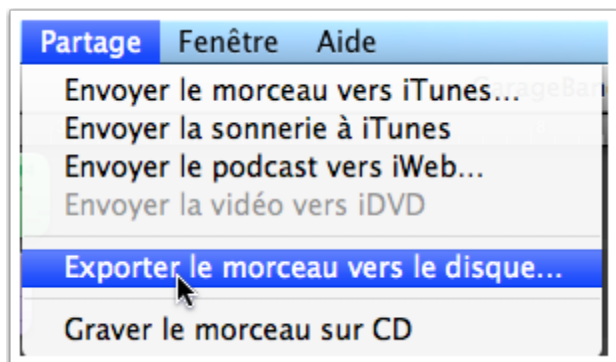 Partage Fenêtre Aide
Envoyer le morceau vers iTunes...
Envoyer la sonnerie à iTunes
Envoyer le podcast vers iWeb...
Envoyer la vidéo vers iDVD
Exporter le morceau vers le disque...
Graver le morceau sur CD